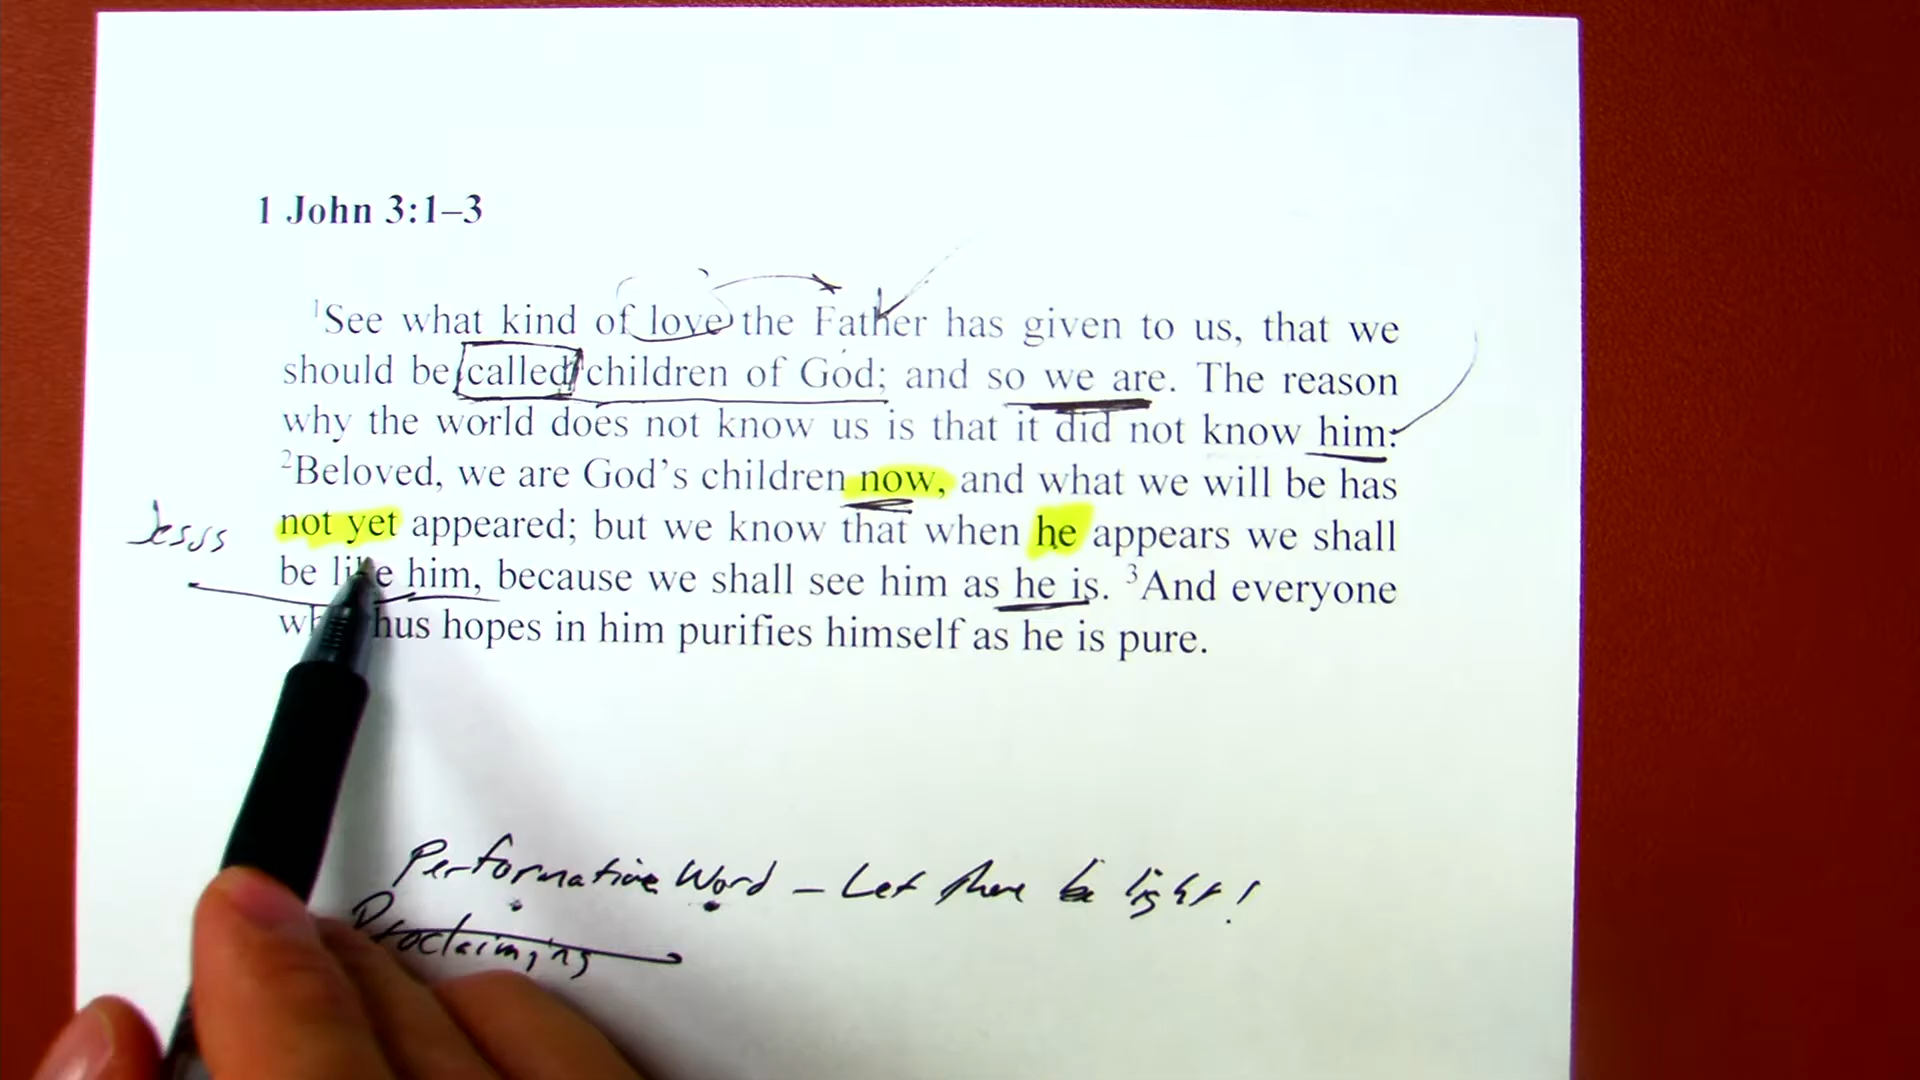 1 John 3:1–3
1See what kind of love the Father has given to us, that we
should be called children of God; and so we are. The reason
why the world does not know us is that it did not know him.
2Beloved, we are God's children now, and what we will be has
Jesus
not yet appeared; but we know that when he appears we shall
be like him, because we shall see him as he is. 3And everyone
hus hopes in him purifies himself as he is pure.
Performative Word – Let there be light!
Proclaiming